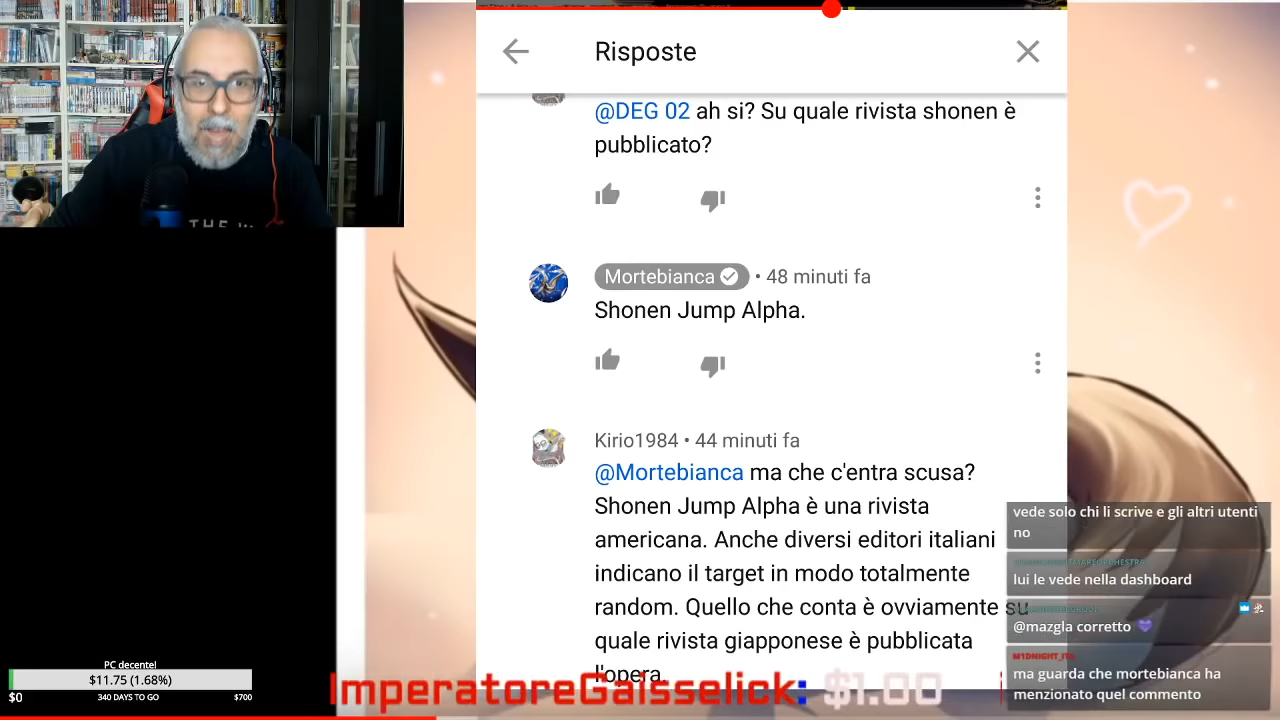 Risposte
@DEG 02 ah si? Su quale rivista shonen è
pubblicato?
Mortebianca • 48 minuti fa
Shonen Jump Alpha.
Kirio1984 • 44 minuti fa
@Mortebianca ma che c'entra scusa?
Shonen Jump Alpha è una rivista
americana. Anche diversi editori italiani
indicano il target in modo totalmente
random. Quello che conta è ovviamente su
quale rivista giapponese è pubblicata
l'opera.
THE
vede solo chi li scrive e gli altri utenti
no
lui le vede nella dashboard
@mazgla corretto
M1DNIGHT_ITA
ma guarda che mortebianca ha
menzionato quel commento
PC decente!
$11.75 (1.68%)
$0
340 DAYS TO GO
$700
ImperatoreGaisselick: $1.00